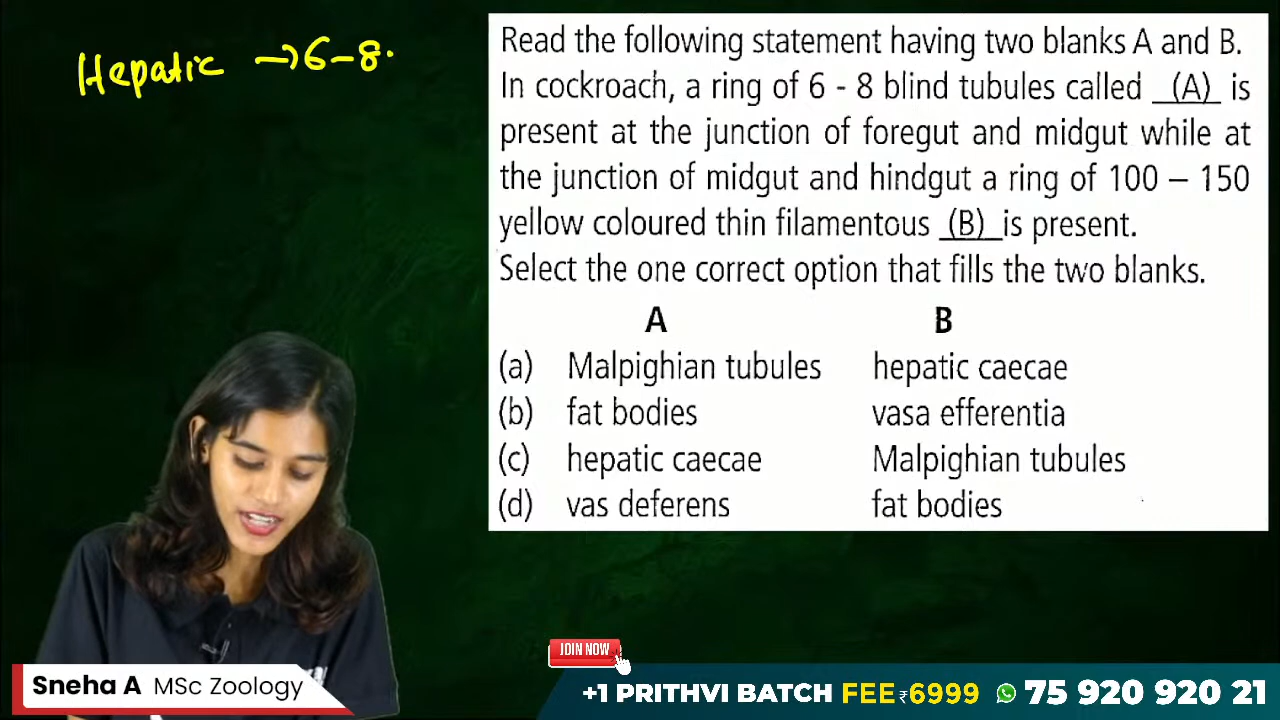 Hepatic → 6-8.
Read the following statement having two blanks A and B.
In cockroach, a ring of 6 - 8 blind tubules called __(A)_ is
present at the junction of foregut and midgut while at
the junction of midgut and hindgut a ring of 100 – 150
yellow coloured thin filamentous _(B)_ is present.
Select the one correct option that fills the two blanks.
A B
(a) Malpighian tubules hepatic caecae
(b) fat bodies vasa efferentia
(c) hepatic caecae Malpighian tubules
(d) vas deferens fat bodies
JOIN NOW
Sneha A MSc Zoology
+1 PRITHVI BATCH FEE ₹6999 75 920 920 21